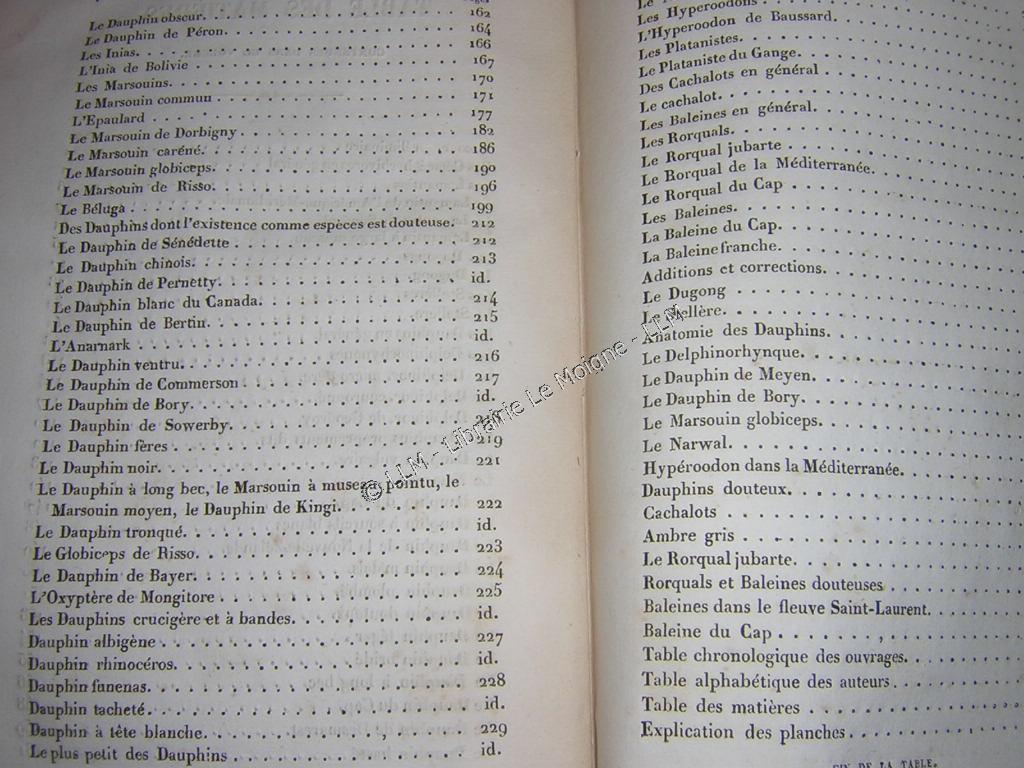 Le Dauphin obscur. 162
Le Dauphin de Péron. 164
Les Inias. 166
L'Inia de Bolivie 167
Les Marsouins. 170
Le Marsouin commun 171
L'Epaulard 177
Le Marsouin de Dorbigny. 182
Le Marsouin caréné. 186
Le Marsouin globiceps. 190
Le Marsouin de Risso. 196
Le Béluga 199
Des Dauphins dont l'existence comme espèces est douteuse. 212
Le Dauphin de Sénédette 212
Le Dauphin chinois. 213
Le Dauphin de Pernetty. id.
Le Dauphin blanc du Canada. 214
Le Dauphin de Bertin. 215
L'Anarnark id.
Le Dauphin ventru. 216
Le Dauphin de Commerson 217
Le Dauphin de Bory. id.
Le Dauphin de Sowerby.
Le Dauphin fères 219
Le Dauphin noir. 221
Le Dauphin à long bec, le Marsouin à museau pointu, le
Marsouin moyen, le Dauphin de Kingi. 222
Le Dauphin tronqué. id.
Le Globiceps de Risso. 223
Le Dauphin de Bayer. 224
L'Oxyptère de Mongitore 225
Les Dauphins crucigère et à bandes. id.
Dauphin albigène 227
Dauphin rhinocéros. id.
Dauphin funenas. 228
Dauphin tacheté. id.
Dauphin à tête blanche. 229
Le plus petit des Dauphins id.
Les Hyperoodons.
L'Hyperoodon de Baussard.
Les Platanistes.
Le Plataniste du Gange.
Des Cachalots en général
Le cachalot.
Les Baleines en général.
Les Rorquals.
Le Rorqual jubarte
Le Rorqual de la Méditerranée.
Le Rorqual du Cap
Les Baleines.
La Baleine du Cap.
La Baleine franche.
Additions et corrections.
Le Dugong
Le Stellère.
Anatomie des Dauphins.
Le Delphinorhynque.
Le Dauphin de Meyen.
Le Dauphin de Bory.
Le Marsouin globiceps.
Le Narwal.
Hypéroodon dans la Méditerranée.
Dauphins douteux.
Cachalots
Ambre gris
Le Rorqual jubarte.
Rorquals et Baleines douteuses
Baleines dans le fleuve Saint-Laurent.
Baleine du Cap
Table chronologique des ouvrages.
Table alphabétique des auteurs
Table des matières
Explication des planches
FIN DE LA TABLE.
© JLM - Librairie Le Moigne - JLM